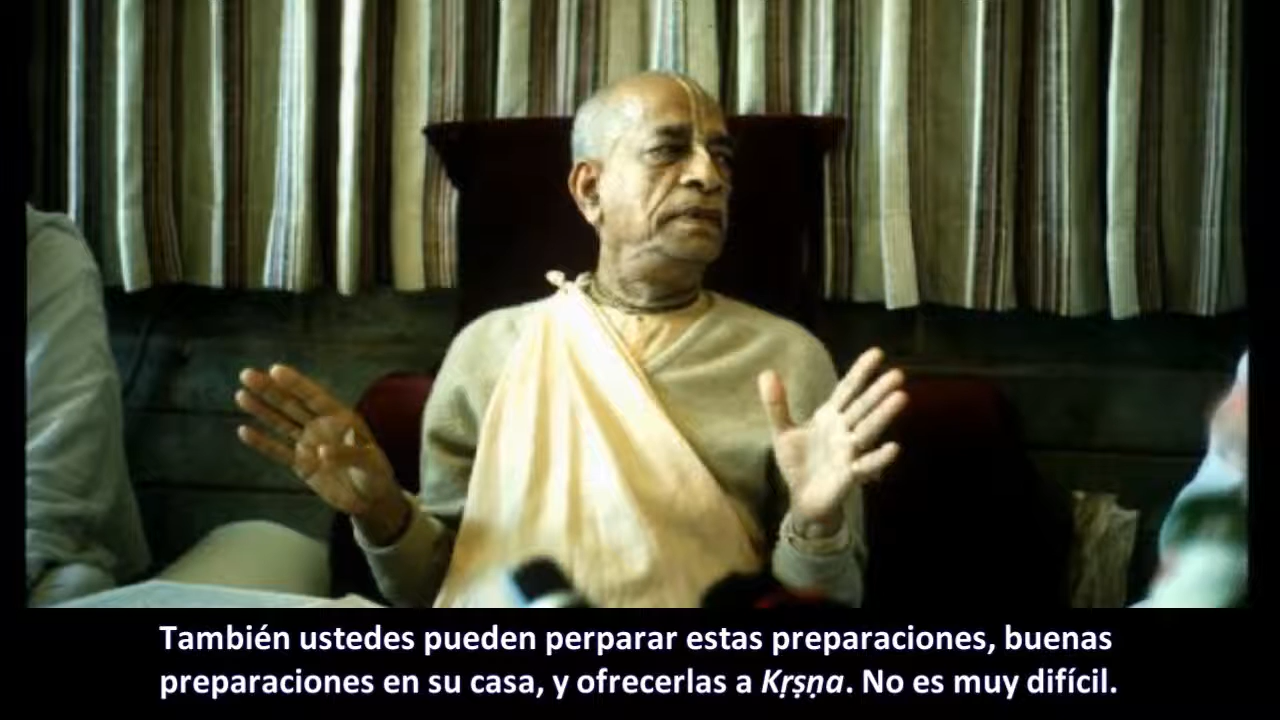 También ustedes pueden perparar estas preparaciones, buenas
preparaciones en su casa, y ofrecerlas a Kṛṣṇa. No es muy difícil.